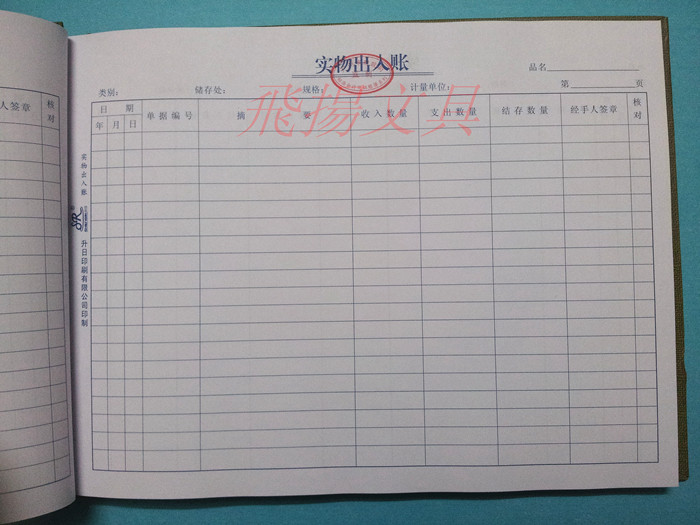 实物出入账
品名
类别：
储存处：
规格：
计量单位：
第 页
飛揚文具
日 期
年 月 日
单据编号
摘 要
收入数量
支出数量
结存数量
经手人签章
核对
人签章
核对
实物出入账
升日印刷有限公司印制